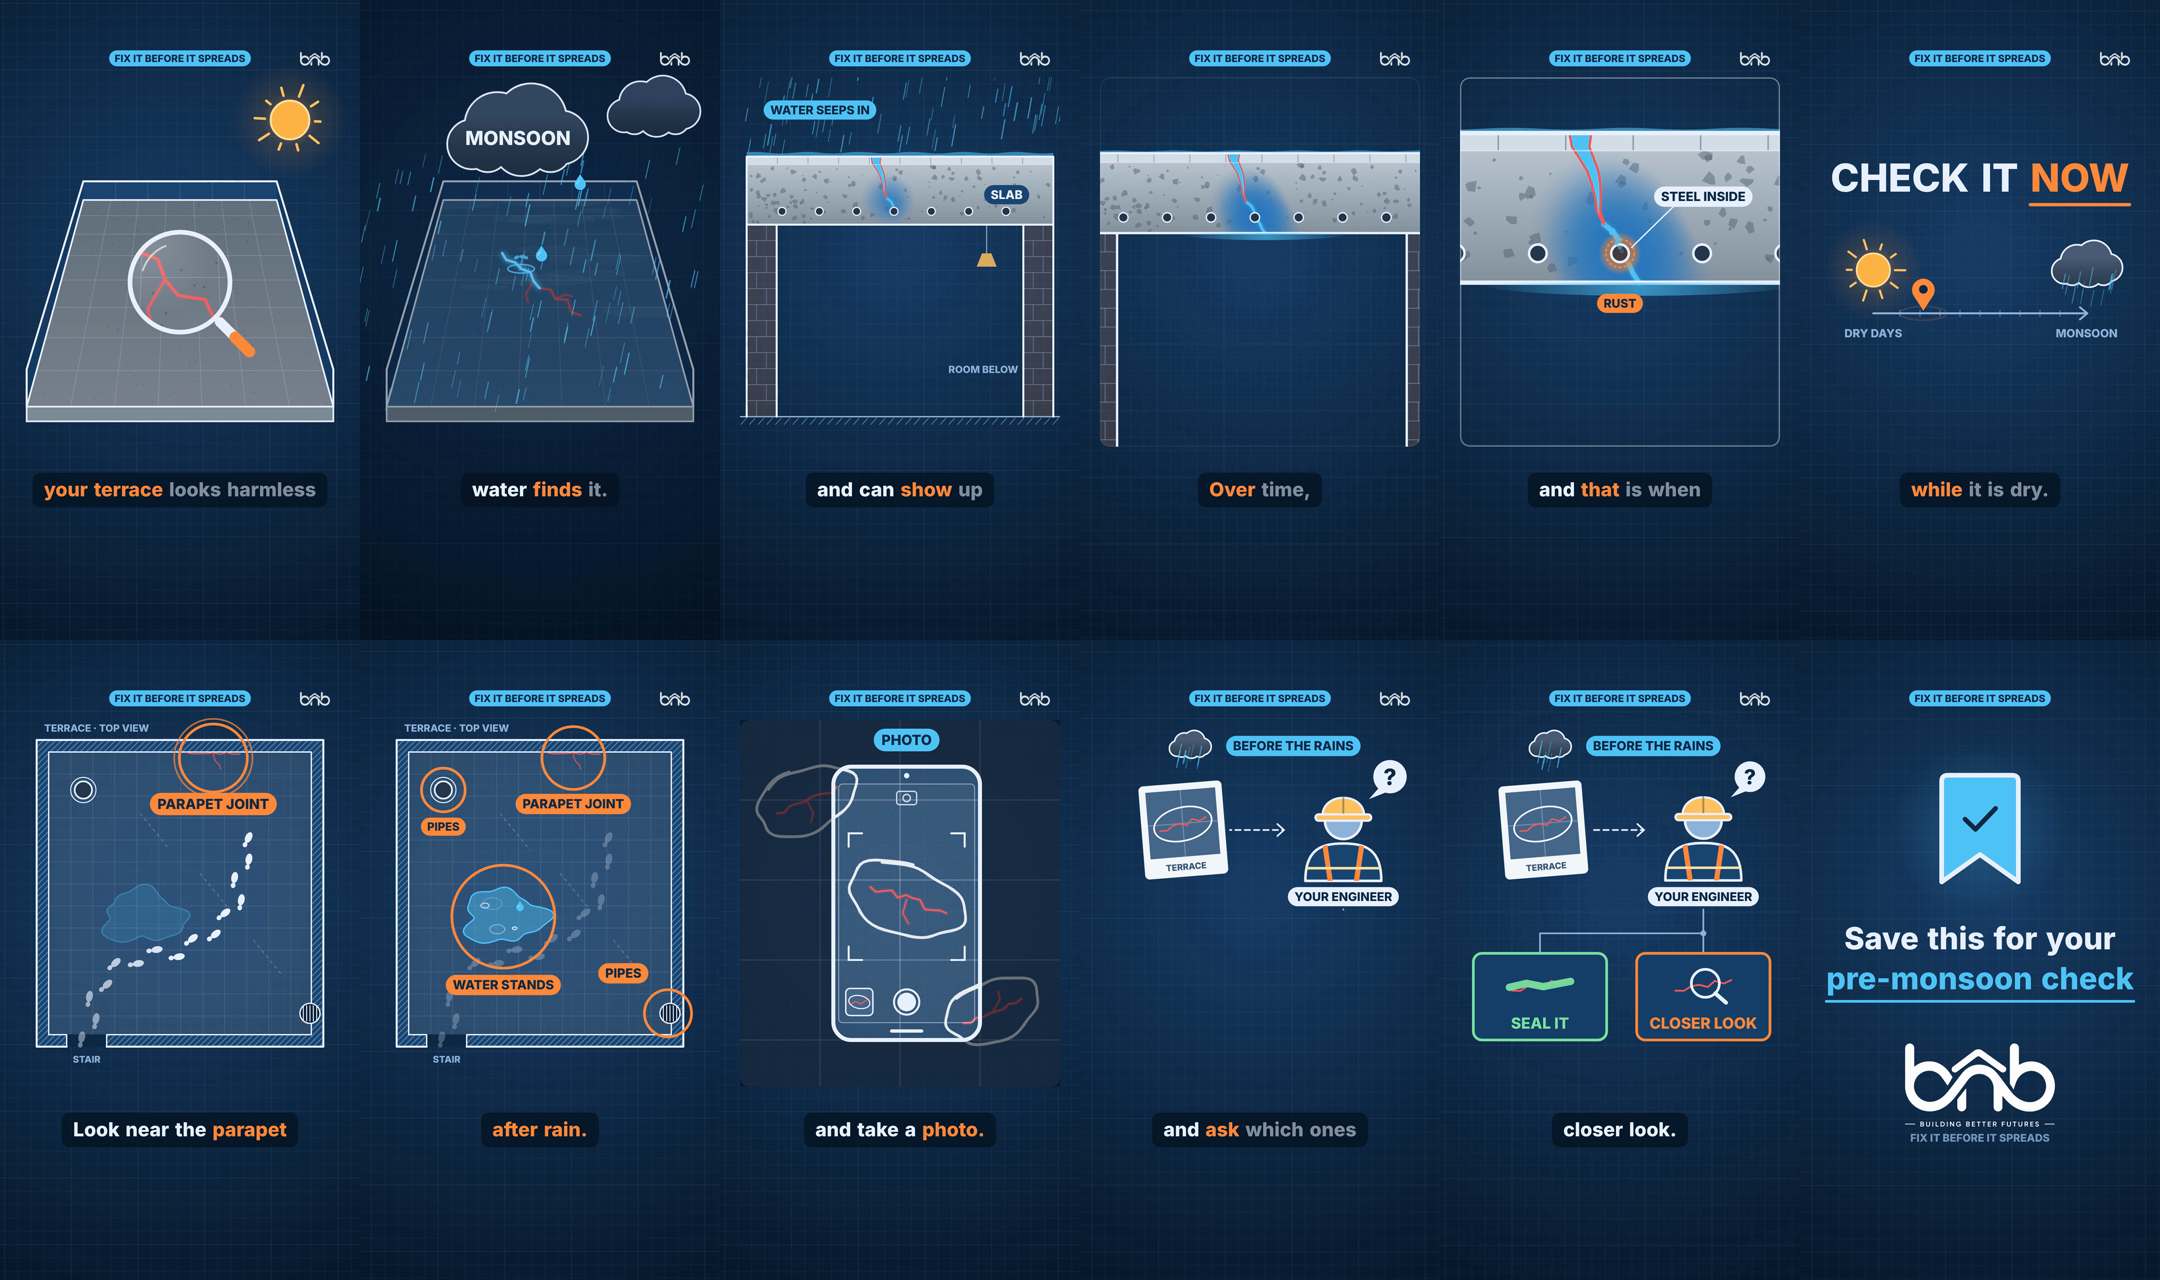 FIX IT BEFORE IT SPREADS
bnb
your terrace looks harmless
FIX IT BEFORE IT SPREADS
bnb
MONSOON
water finds it.
FIX IT BEFORE IT SPREADS
bnb
WATER SEEPS IN
SLAB
ROOM BELOW
and can show up
FIX IT BEFORE IT SPREADS
bnb
Over time,
FIX IT BEFORE IT SPREADS
bnb
STEEL INSIDE
RUST
and that is when
FIX IT BEFORE IT SPREADS
bnb
CHECK IT NOW
DRY DAYS
MONSOON
while it is dry.
FIX IT BEFORE IT SPREADS
bnb
TERRACE · TOP VIEW
PARAPET JOINT
STAIR
Look near the parapet
FIX IT BEFORE IT SPREADS
bnb
TERRACE · TOP VIEW
PARAPET JOINT
PIPES
PIPES
WATER STANDS
STAIR
after rain.
FIX IT BEFORE IT SPREADS
bnb
PHOTO
and take a photo.
FIX IT BEFORE IT SPREADS
bnb
BEFORE THE RAINS
?
TERRACE
YOUR ENGINEER
and ask which ones
FIX IT BEFORE IT SPREADS
bnb
BEFORE THE RAINS
?
TERRACE
YOUR ENGINEER
SEAL IT
CLOSER LOOK
closer look.
FIX IT BEFORE IT SPREADS
Save this for your
pre-monsoon check
bnb
BUILDING BETTER FUTURES
FIX IT BEFORE IT SPREADS